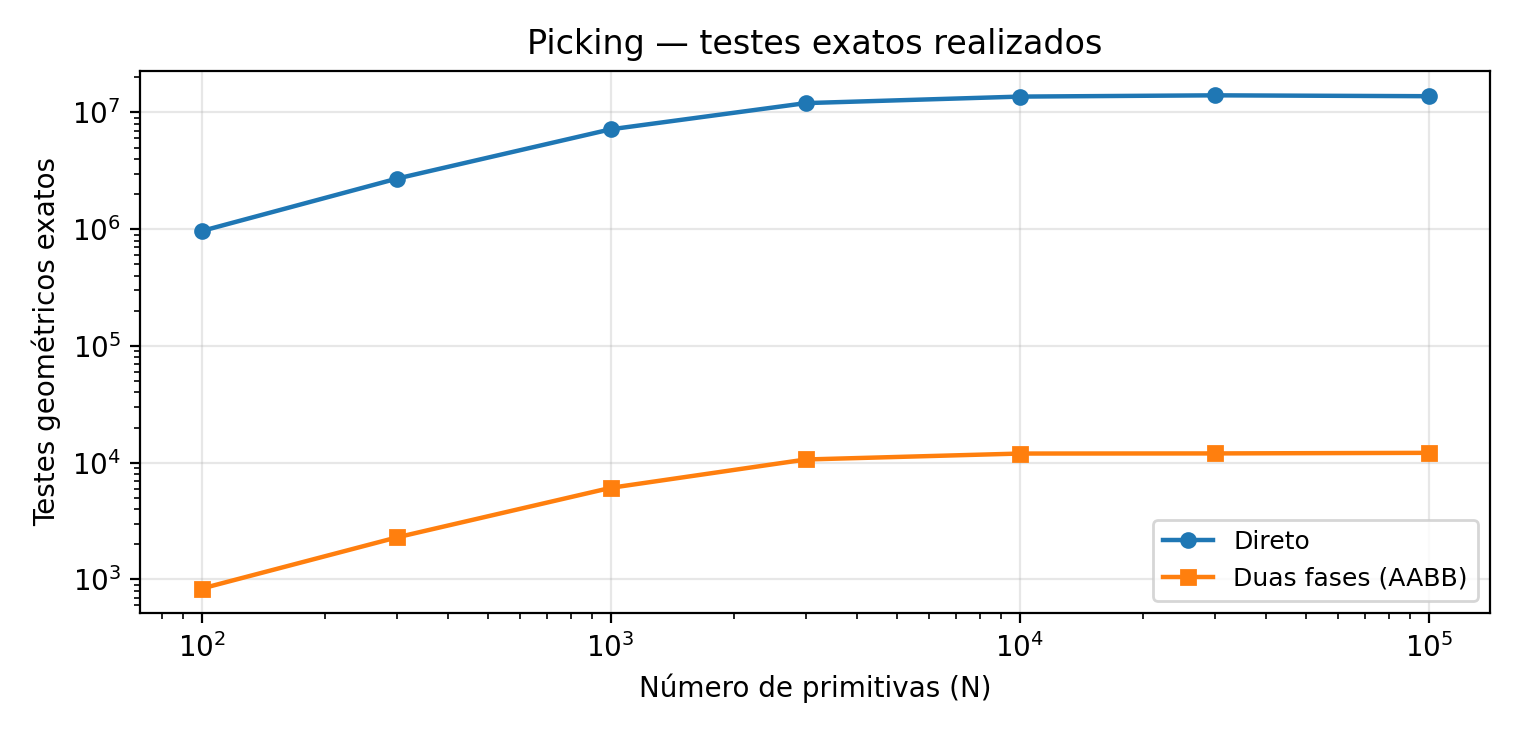 Picking — testes exatos realizados
Testes geométricos exatos
10⁷
10⁶
10⁵
10⁴
10³
Direto
Duas fases (AABB)
10² 10³ 10⁴ 10⁵
Número de primitivas (N)